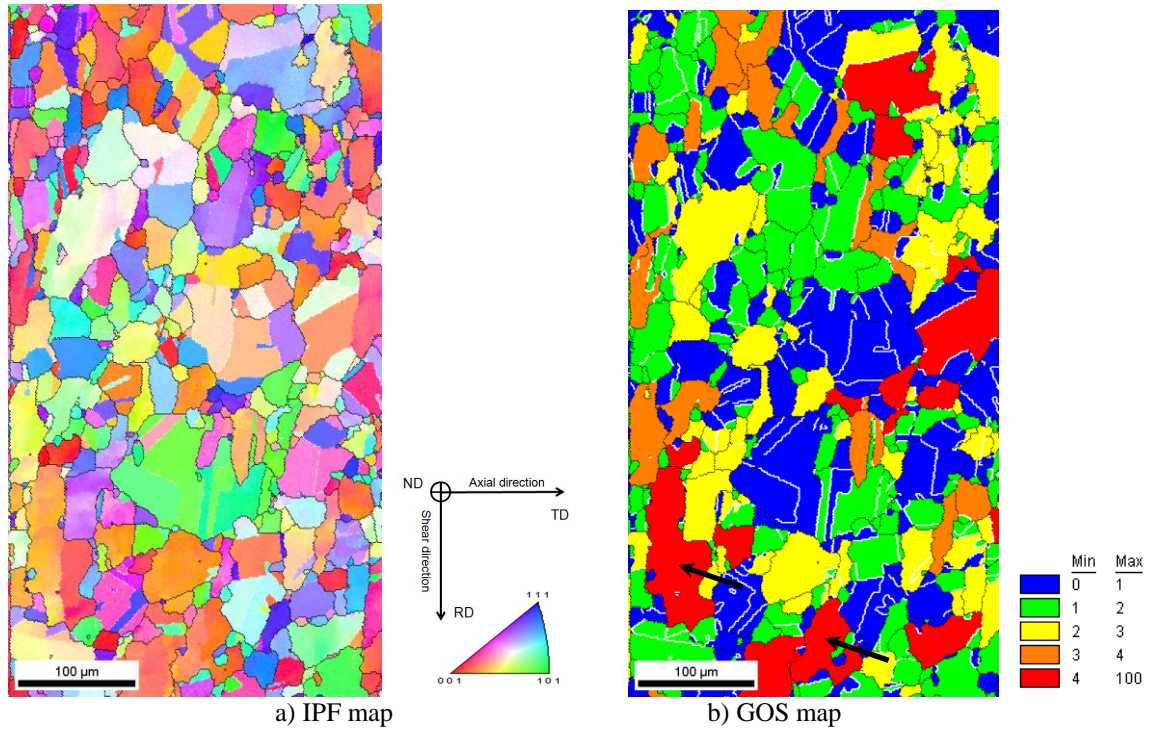 ND
Axial direction
TD
Shear direction
RD
1 1 1
0 0 1
1 0 1
100 µm
a) IPF map
100 µm
b) GOS map
Min Max
0 1
1 2
2 3
3 4
4 100